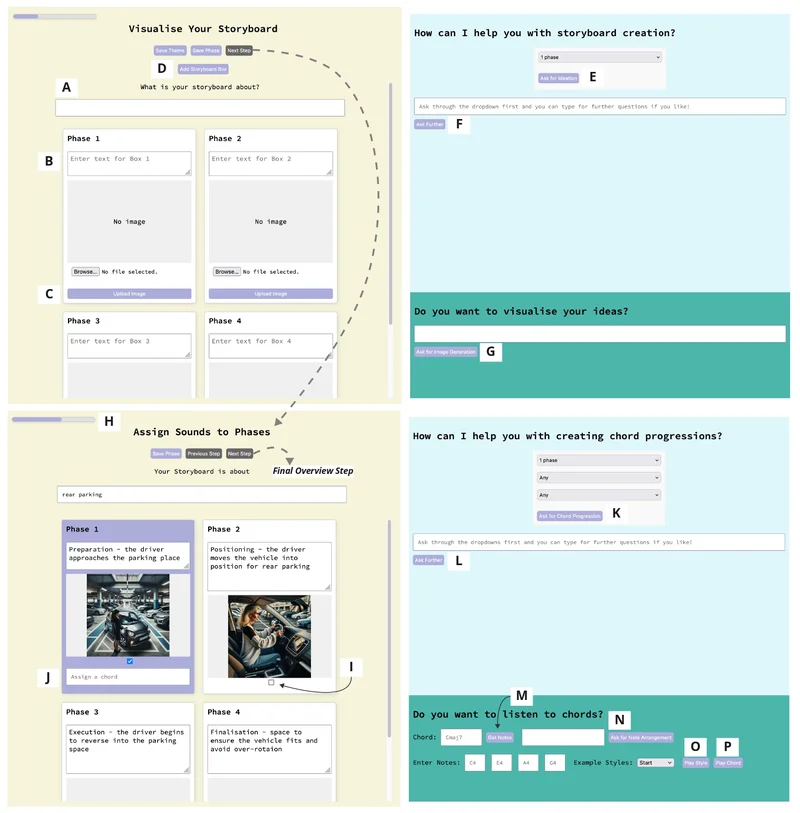 Visualise Your Storyboard
Save Theme
Save Phase
Next Step
D
Add Storyboard Box
A
What is your storyboard about?
Phase 1
B
Enter text for Box 1
No image
Browse... No file selected.
C
Upload Image
Phase 2
Enter text for Box 2
No image
Browse... No file selected.
Upload Image
Phase 3
Enter text for Box 3
Phase 4
Enter text for Box 4
How can I help you with storyboard creation?
1 phase
Ask for Ideation
E
Ask through the dropdown first and you can type for further questions if you like!
Ask Further
F
Do you want to visualise your ideas?
Ask for Image Generation
G
H
Assign Sounds to Phases
Save Phase
Previous Step
Next Step
Your Storyboard is about
Final Overview Step
rear parking
Phase 1
Preparation - the driver
approaches the parking place
J
Assign a chord
Phase 2
Positioning - the driver
moves the vehicle into
position for rear parking
I
Phase 3
Execution - the driver begins
to reverse into the parking
space
Phase 4
Finalisation - space to
ensure the vehicle fits and
avoid over-rotaion
How can I help you with creating chord progressions?
1 phase
Any
Any
Ask for Chord Progression
K
Ask through the dropdowns first and you can type for further questions if you like!
Ask Further
L
M
Do you want to listen to chords?
N
Chord:
Cmaj7
Get Notes
Ask for Note Arrangement
O
P
Enter Notes:
C4
E4
A4
G4
Example Styles:
Start
Play Style
Play Chord